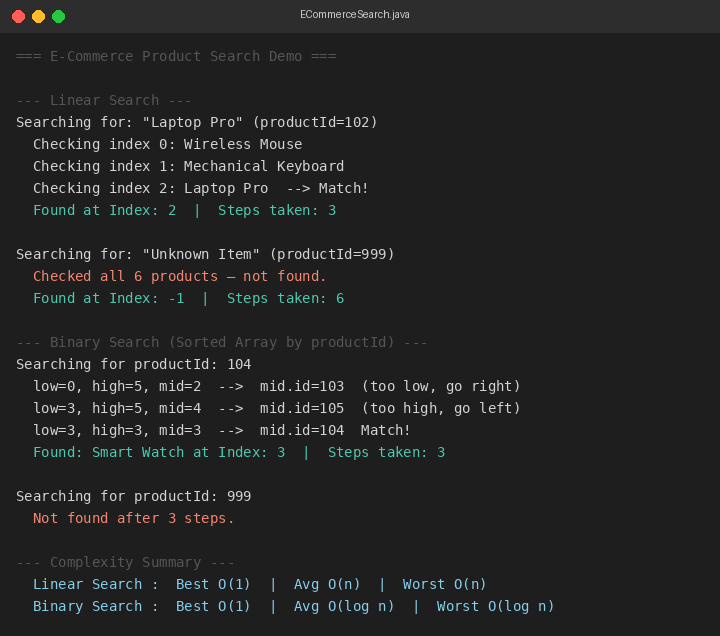 ECommerceSearch.java
=== E-Commerce Product Search Demo ===
--- Linear Search ---
Searching for: "Laptop Pro" (productId=102)
Checking index 0: Wireless Mouse
Checking index 1: Mechanical Keyboard
Checking index 2: Laptop Pro  --> Match!
Found at Index: 2  |  Steps taken: 3
Searching for: "Unknown Item" (productId=999)
Checked all 6 products — not found.
Found at Index: -1  |  Steps taken: 6
--- Binary Search (Sorted Array by productId) ---
Searching for productId: 104
low=0, high=5, mid=2  -->  mid.id=103  (too low, go right)
low=3, high=5, mid=4  -->  mid.id=105  (too high, go left)
low=3, high=3, mid=3  -->  mid.id=104  Match!
Found: Smart Watch at Index: 3  |  Steps taken: 3
Searching for productId: 999
Not found after 3 steps.
--- Complexity Summary ---
Linear Search :  Best O(1)  |  Avg O(n)  |  Worst O(n)
Binary Search :  Best O(1)  |  Avg O(log n)  |  Worst O(log n)